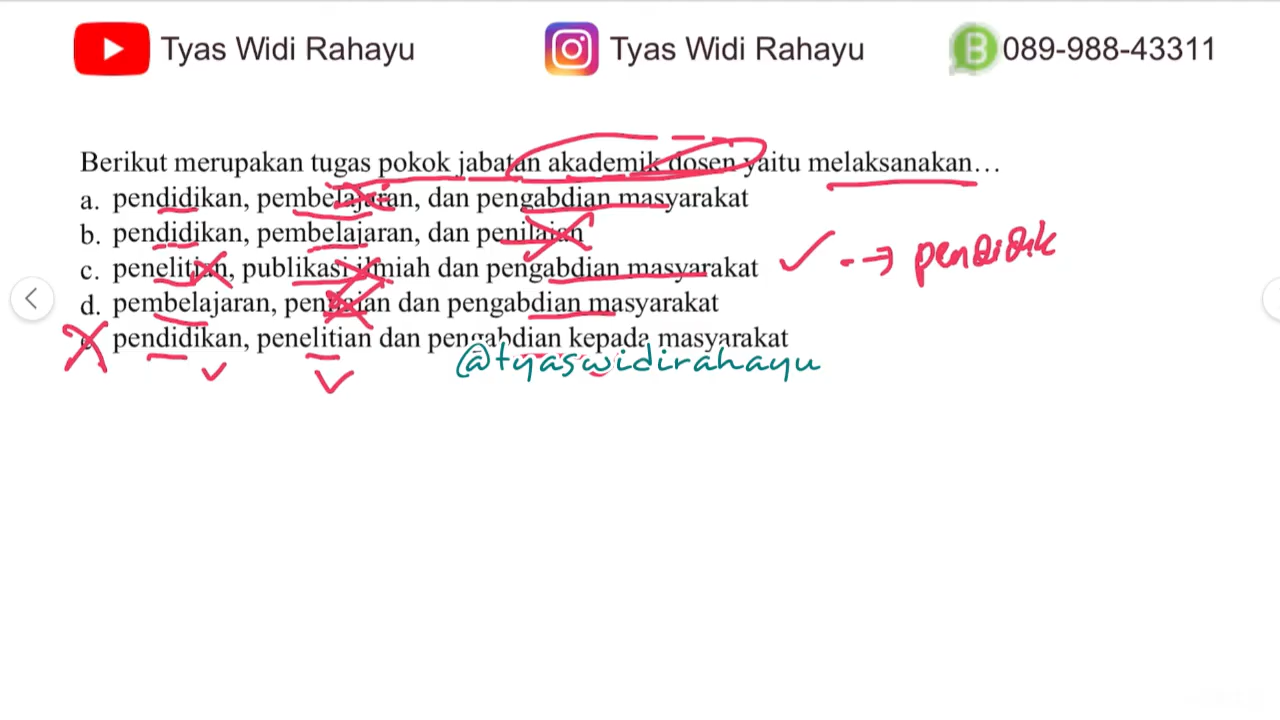 Tyas Widi Rahayu Tyas Widi Rahayu 089-988-43311
Berikut merupakan tugas pokok jabatan akademik dosen yaitu melaksanakan…
a. pendidikan, pembelajaran, dan pengabdian masyarakat
b. pendidikan, pembelajaran, dan penilaian
c. penelitian, publikasi ilmiah dan pengabdian masyarakat
pendidik
d. pembelajaran, penilaian dan pengabdian masyarakat
pendidikan, penelitian dan pengabdian kepada masyarakat
@tyaswidirahayu